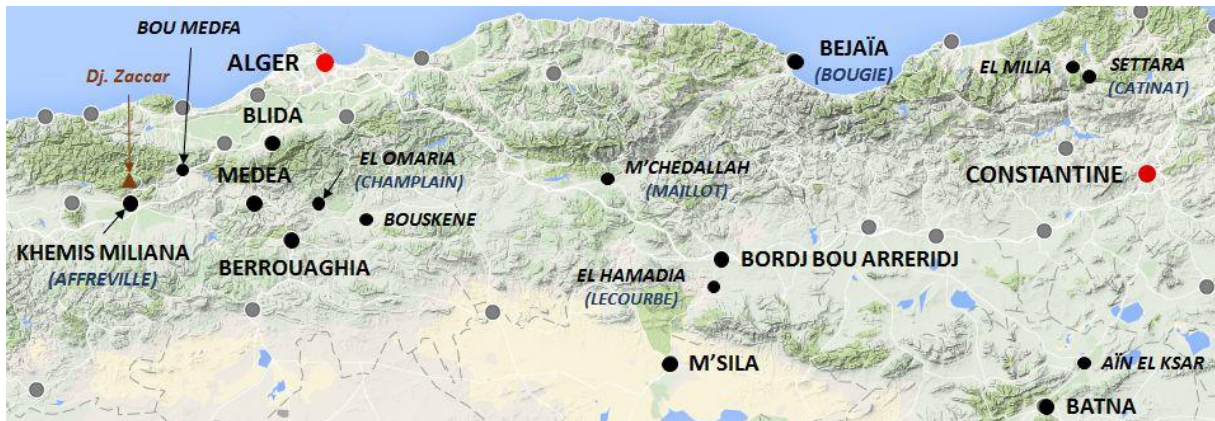 BOU MEDFA
Dj. Zaccar
ALGER
BLIDA
MEDEA
EL OMARIA
(CHAMPLAIN)
BOUSKENE
KHEMIS MILIANA
(AFFREVILLE)
BERROUAGHIA
M'CHEDALLAH
(MAILLOT)
BEJAÏA
(BOUGIE)
EL MILIA
SETTARA
(CATINAT)
CONSTANTINE
BORDJ BOU ARRERIDJ
EL HAMADIA
(LECOURBE)
M'SILA
AÏN EL KSAR
BATNA